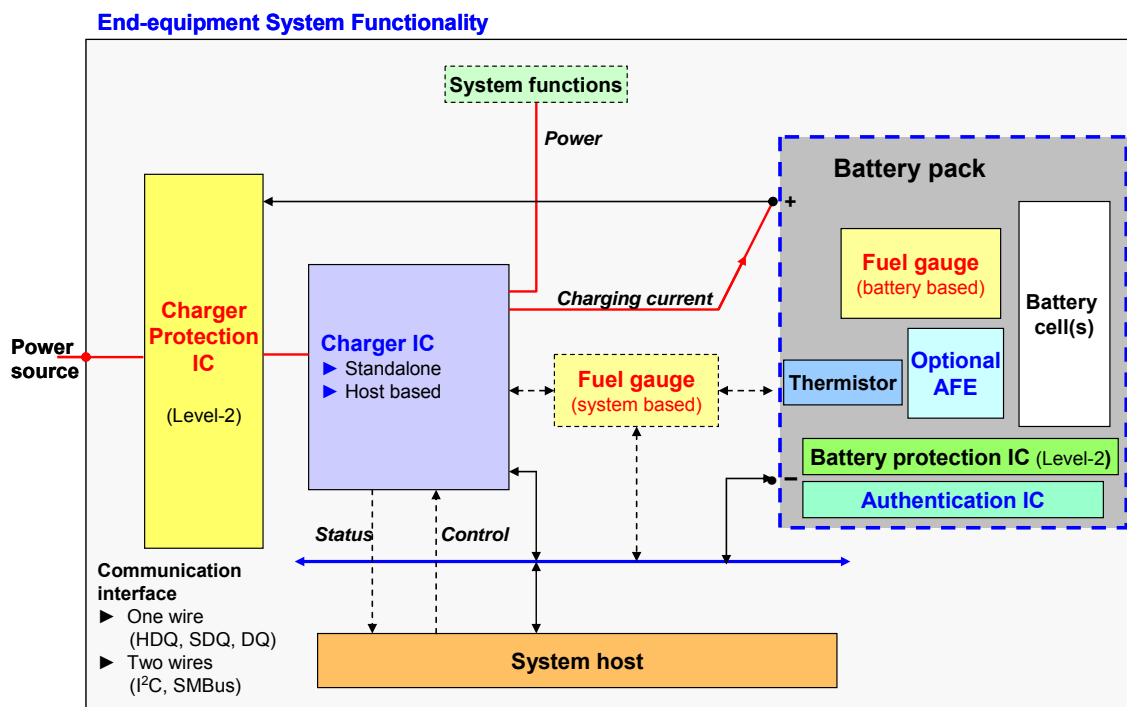 End-equipment System Functionality
System functions
Power
Battery pack
+
Fuel gauge
(battery based)
Battery
cell(s)
Charger
Protection
IC
(Level-2)
Power
source
Charging current
Charger IC
► Standalone
► Host based
Fuel gauge
(system based)
Thermistor
Optional
AFE
Battery protection IC (Level-2)
–
Authentication IC
Status
Control
Communication
interface
► One wire
(HDQ, SDQ, DQ)
► Two wires
(I²C, SMBus)
System host